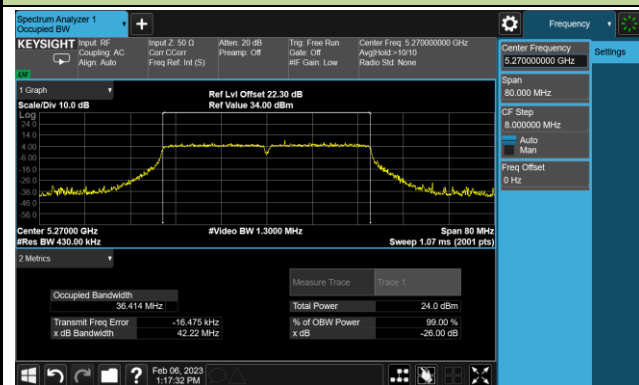 Spectrum Analyzer 1
Occupied BW
Frequency
KEYSIGHT
Input: RF
Coupling: AC
Align: Auto
Input Z: 50 Ω
Corr CCorr
Freq Ref: Int (S)
Atten: 20 dB
Preamp: Off
Trig: Free Run
Gate: Off
#IF Gain: Low
Center Freq: 5.270000000 GHz
Avg|Hold:>10/10
Radio Std: None
Center Frequency
5.270000000 GHz
Settings
Span
80.000 MHz
CF Step
8.000000 MHz
Auto
Man
Freq Offset
0 Hz
1 Graph
Scale/Div 10.0 dB
Ref Lvl Offset 22.30 dB
Ref Value 34.00 dBm
Log
24.0
14.0
4.00
-6.00
-16.0
-26.0
-36.0
-46.0
-56.0
Center 5.27000 GHz
#Res BW 430.00 kHz
#Video BW 1.3000 MHz
Span 80 MHz
Sweep 1.07 ms (2001 pts)
2 Metrics
Measure Trace
Trace 1
Occupied Bandwidth
36.414 MHz
Total Power
24.0 dBm
Transmit Freq Error
-16.475 kHz
% of OBW Power
99.00 %
x dB Bandwidth
42.22 MHz
x dB
-26.00 dB
?
Feb 06, 2023
1:17:32 PM